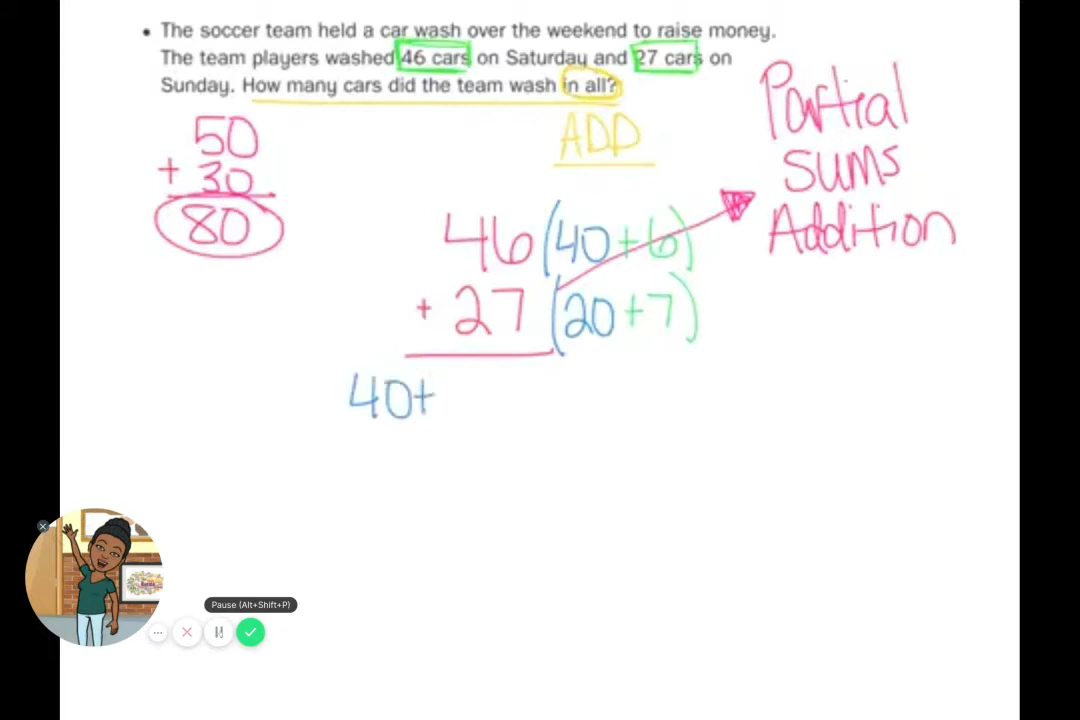 • The soccer team held a car wash over the weekend to raise money.
The team players washed 46 cars on Saturday and 27 cars on
Sunday. How many cars did the team wash in all?
ADD
50
+ 30
80
Partial
sums
Addition
46 (40+6)
+ 27 (20+7)
40+
Pause (Alt+Shift+P)